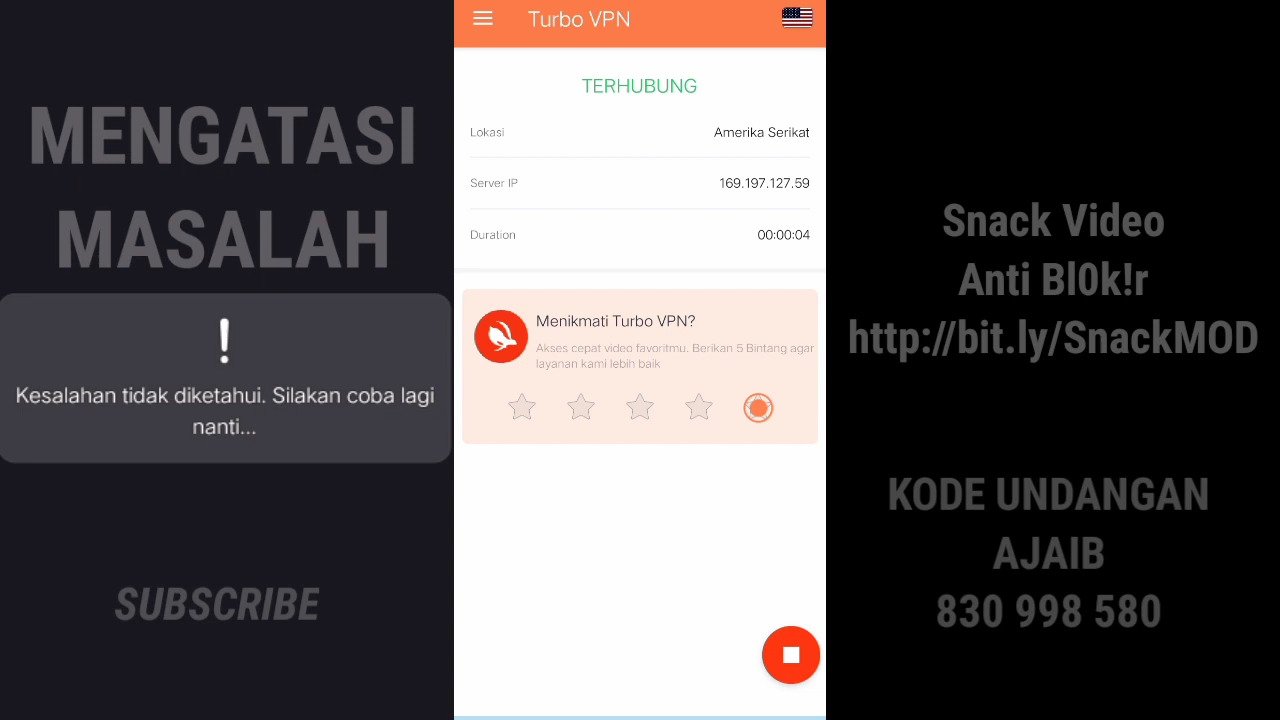 MENGATASI
MASALAH
Kesalahan tidak diketahui. Silakan coba lagi
nanti...
SUBSCRIBE
Turbo VPN
TERHUBUNG
Lokasi Amerika Serikat
Server IP 169.197.127.59
Duration 00:00:04
Menikmati Turbo VPN?
Akses cepat video favoritmu. Berikan 5 Bintang agar
layanan kami lebih baik
Snack Video
Anti Bl0k!r
http://bit.ly/SnackMOD
KODE UNDANGAN
AJAIB
830 998 580